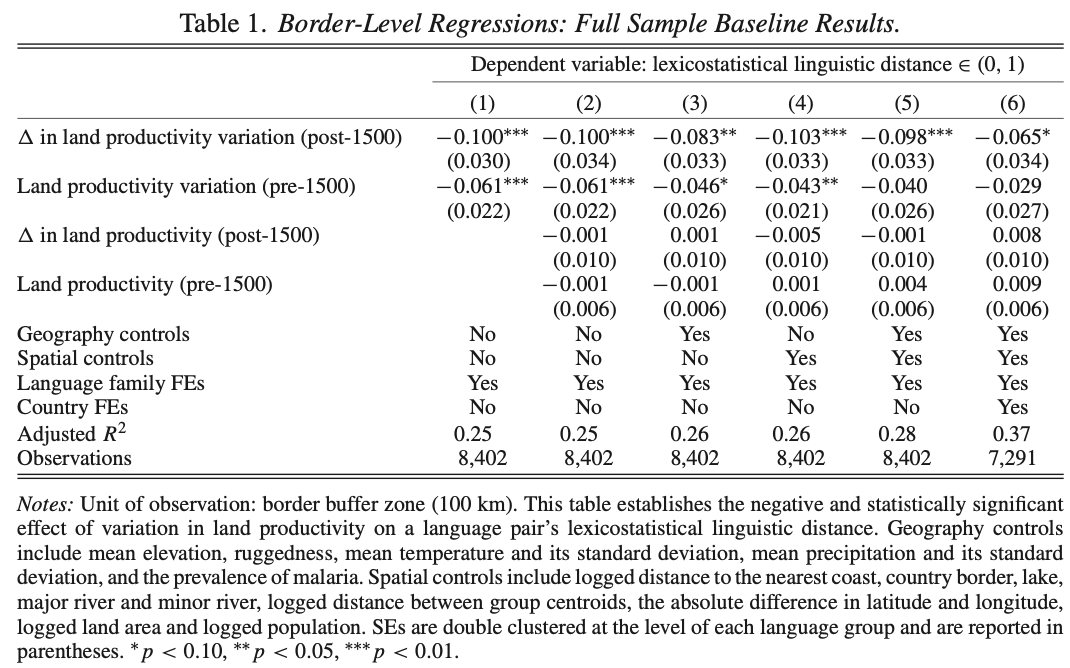 Table 1. Border-Level Regressions: Full Sample Baseline Results.
Dependent variable: lexicostatistical linguistic distance ∈ (0, 1)
(1) (2) (3) (4) (5) (6)
Δ in land productivity variation (post-1500) −0.100*** −0.100*** −0.083** −0.103*** −0.098*** −0.065*
(0.030) (0.034) (0.033) (0.033) (0.033) (0.034)
Land productivity variation (pre-1500) −0.061*** −0.061*** −0.046* −0.043** −0.040 −0.029
(0.022) (0.022) (0.026) (0.021) (0.026) (0.027)
Δ in land productivity (post-1500) −0.001 0.001 −0.005 −0.001 0.008
(0.010) (0.010) (0.010) (0.010) (0.010)
Land productivity (pre-1500) −0.001 −0.001 0.001 0.004 0.009
(0.006) (0.006) (0.006) (0.006) (0.006)
Geography controls No No Yes No Yes Yes
Spatial controls No No No Yes Yes Yes
Language family FEs Yes Yes Yes Yes Yes Yes
Country FEs No No No No No Yes
Adjusted R² 0.25 0.25 0.26 0.26 0.28 0.37
Observations 8,402 8,402 8,402 8,402 8,402 7,291
Notes: Unit of observation: border buffer zone (100 km). This table establishes the negative and statistically significant
effect of variation in land productivity on a language pair's lexicostatistical linguistic distance. Geography controls
include mean elevation, ruggedness, mean temperature and its standard deviation, mean precipitation and its standard
deviation, and the prevalence of malaria. Spatial controls include logged distance to the nearest coast, country border, lake,
major river and minor river, logged distance between group centroids, the absolute difference in latitude and longitude,
logged land area and logged population. SEs are double clustered at the level of each language group and are reported in
parentheses. *p < 0.10, **p < 0.05, ***p < 0.01.